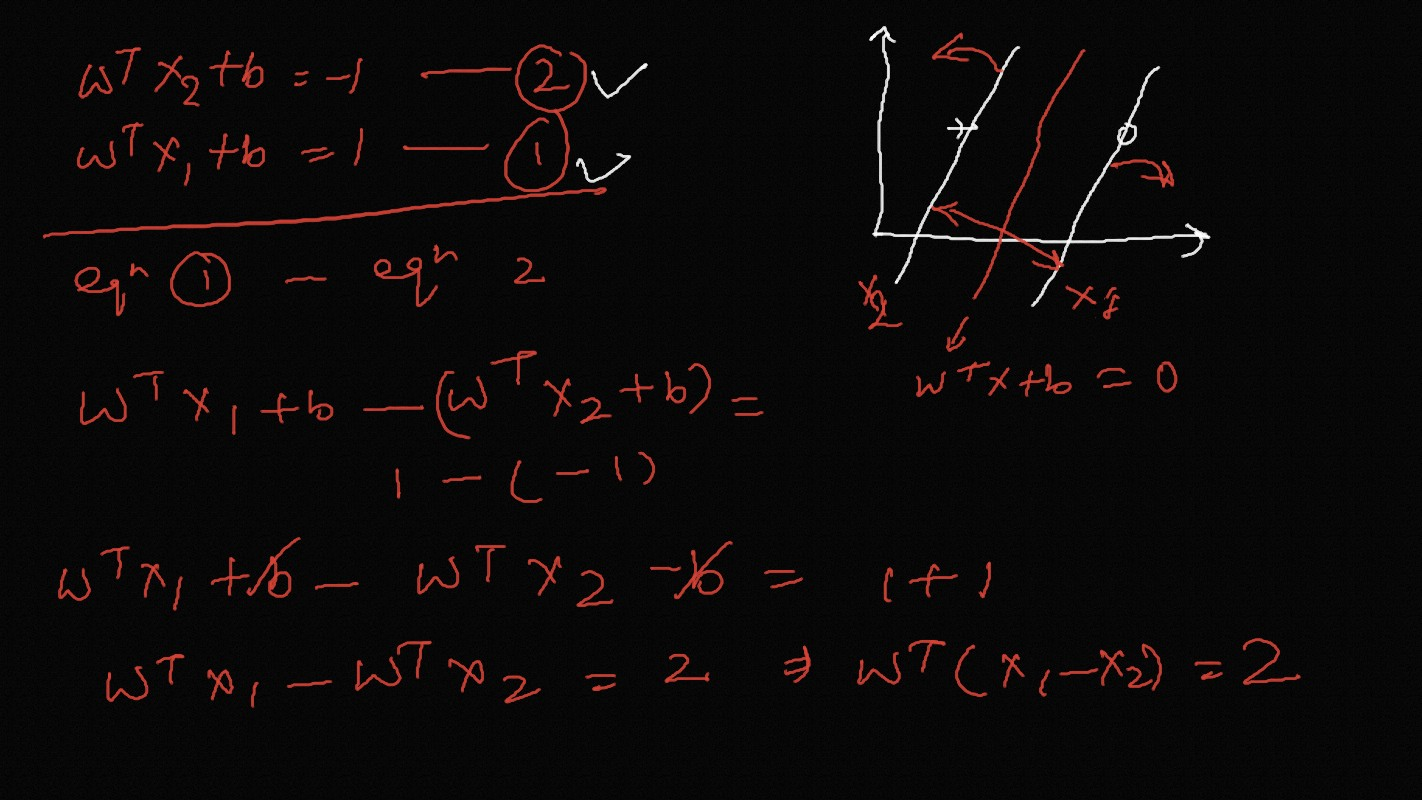 wᵀx₂+b = -1 — ②
wᵀx₁+b = 1 — ①
eqⁿ ① - eqⁿ 2
wᵀx₁+b - (wᵀx₂+b) =
1 - (-1)
wᵀx₁+b - wᵀx₂ -b = 1+1
wᵀx₁ - wᵀx₂ = 2 ⇒ wᵀ(x₁-x₂) = 2
x₂
x₁
wᵀx+b = 0